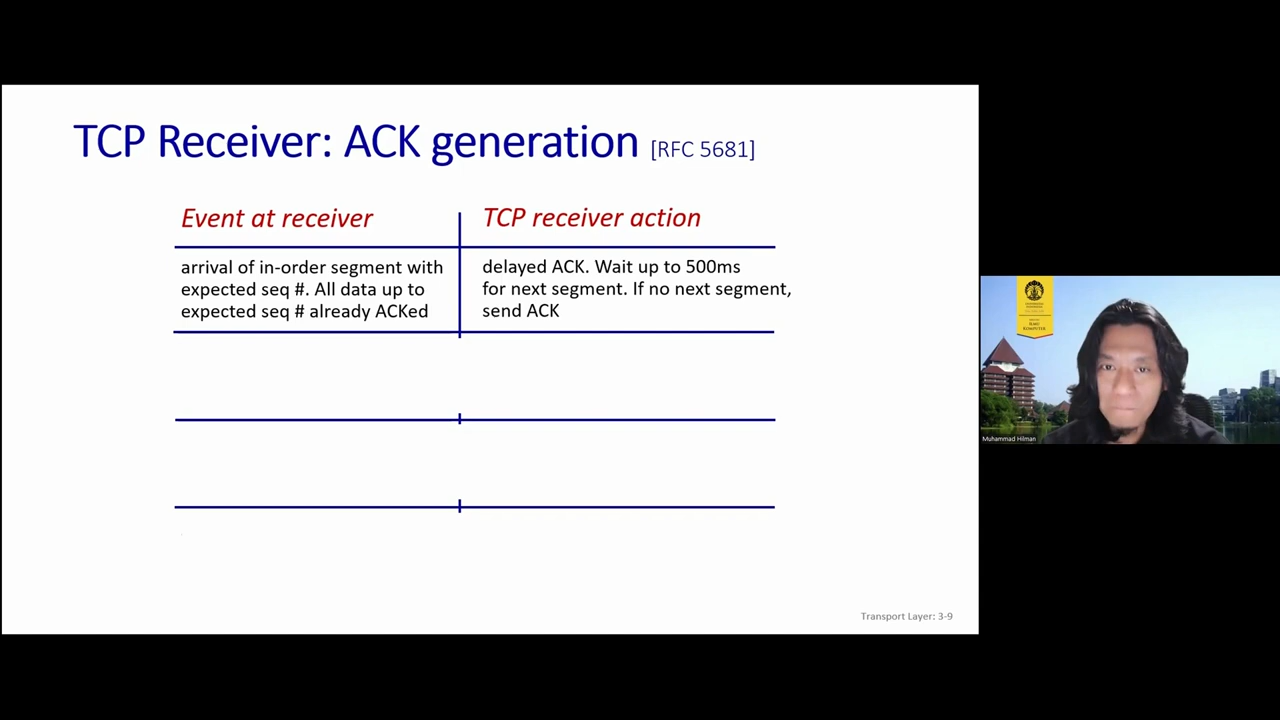 TCP Receiver: ACK generation [RFC 5681]
Event at receiver
TCP receiver action
arrival of in-order segment with
expected seq #. All data up to
expected seq # already ACKed
delayed ACK. Wait up to 500ms
for next segment. If no next segment,
send ACK
Transport Layer: 3-9
ILMU
KOMPUTER
Muhammad Hilman